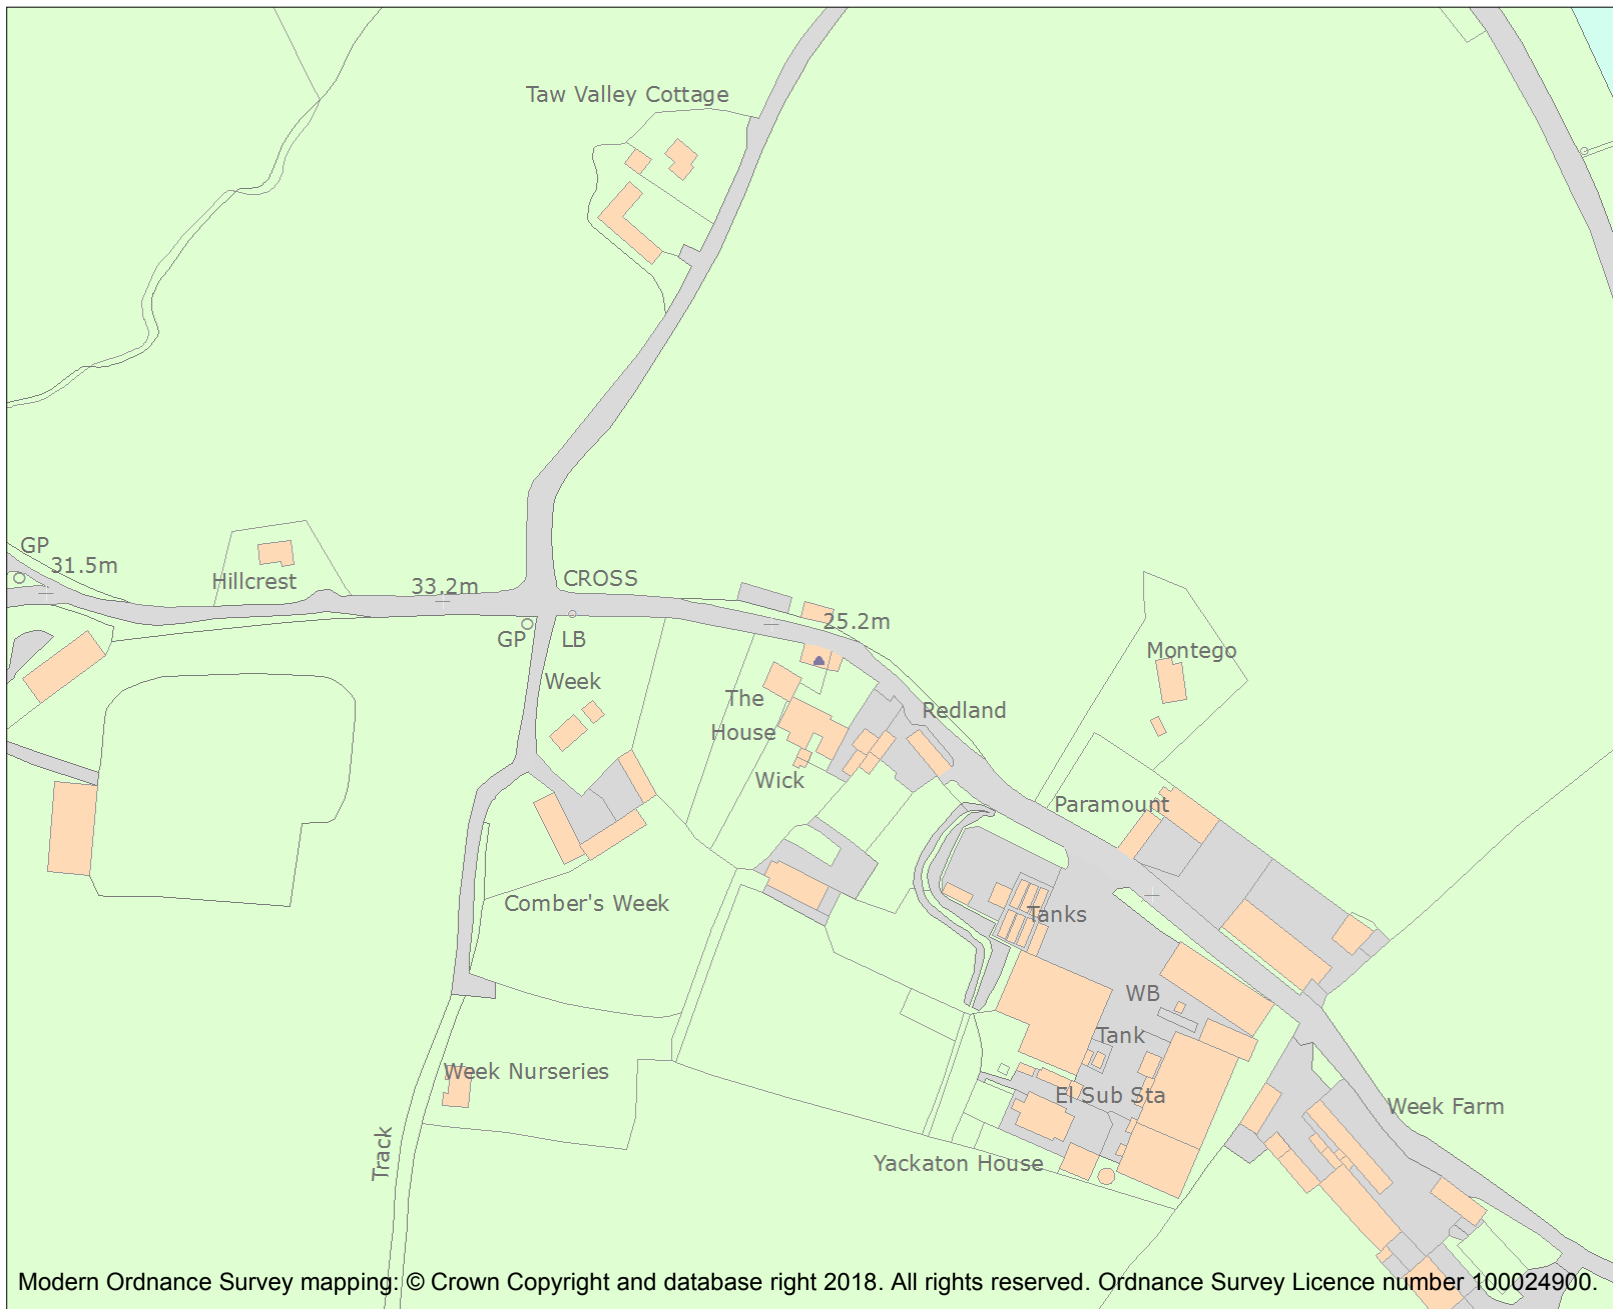 Taw Valley Cottage
GP
31.5m
Hillcrest
33.2m
CROSS
GP
LB
25.2m
Week
The
House
Redland
Montego
Wick
Paramount
Comber's Week
Tanks
WB
Tank
Week Nurseries
El Sub Sta
Week Farm
Track
Yackaton House
Modern Ordnance Survey mapping: © Crown Copyright and database right 2018. All rights reserved. Ordnance Survey Licence number 100024900.